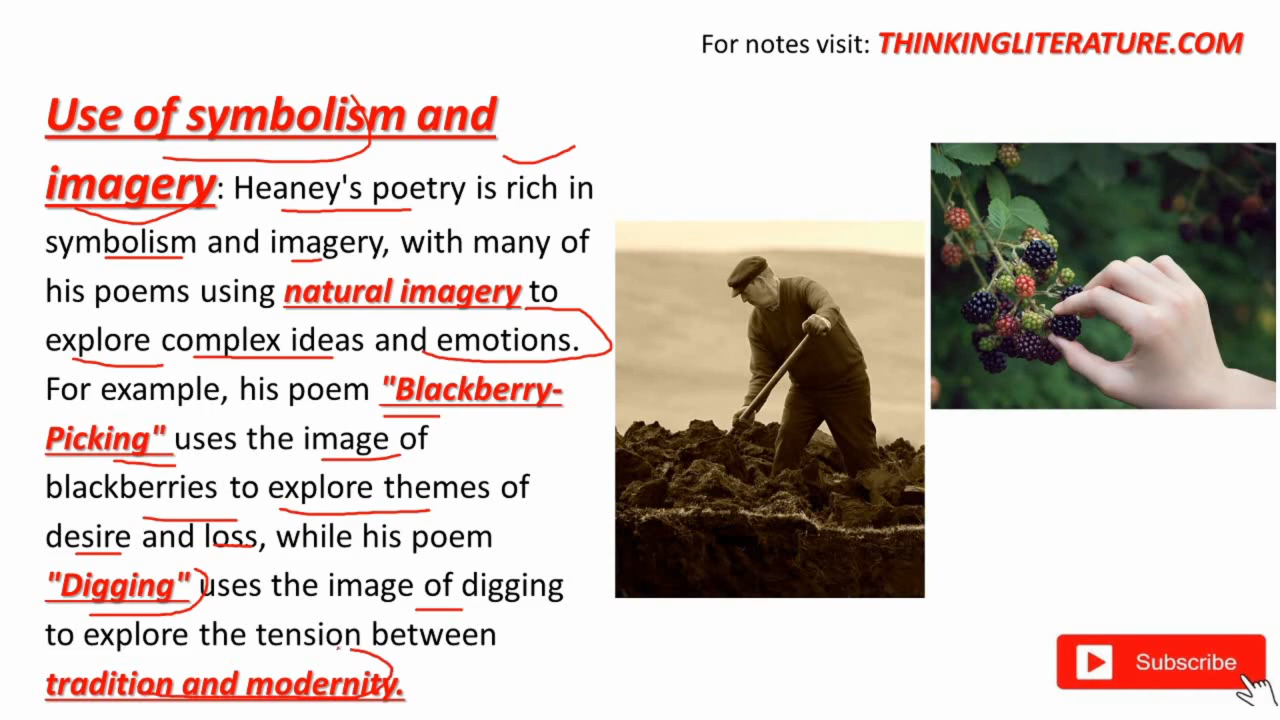 For notes visit: THINKINGLITERATURE.COM
Use of symbolism and
imagery: Heaney's poetry is rich in
symbolism and imagery, with many of
his poems using natural imagery to
explore complex ideas and emotions.
For example, his poem "Blackberry-
Picking" uses the image of
blackberries to explore themes of
desire and loss, while his poem
"Digging" uses the image of digging
to explore the tension between
tradition and modernity.
Subscribe